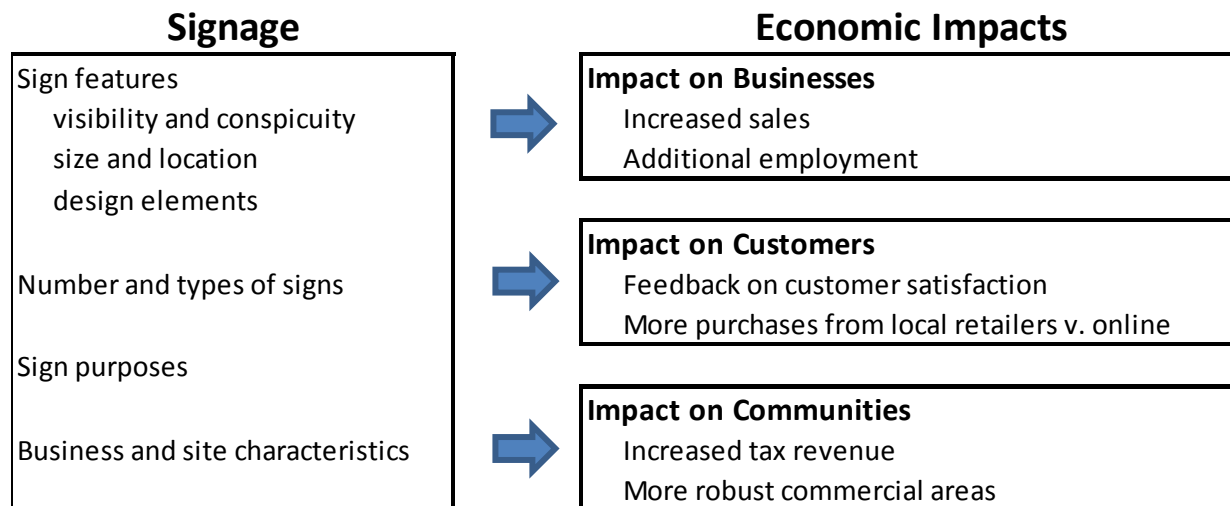 Signage
Sign features
visibility and conspicuity
size and location
design elements
Number and types of signs
Sign purposes
Business and site characteristics
Economic Impacts
Impact on Businesses
Increased sales
Additional employment
Impact on Customers
Feedback on customer satisfaction
More purchases from local retailers v. online
Impact on Communities
Increased tax revenue
More robust commercial areas